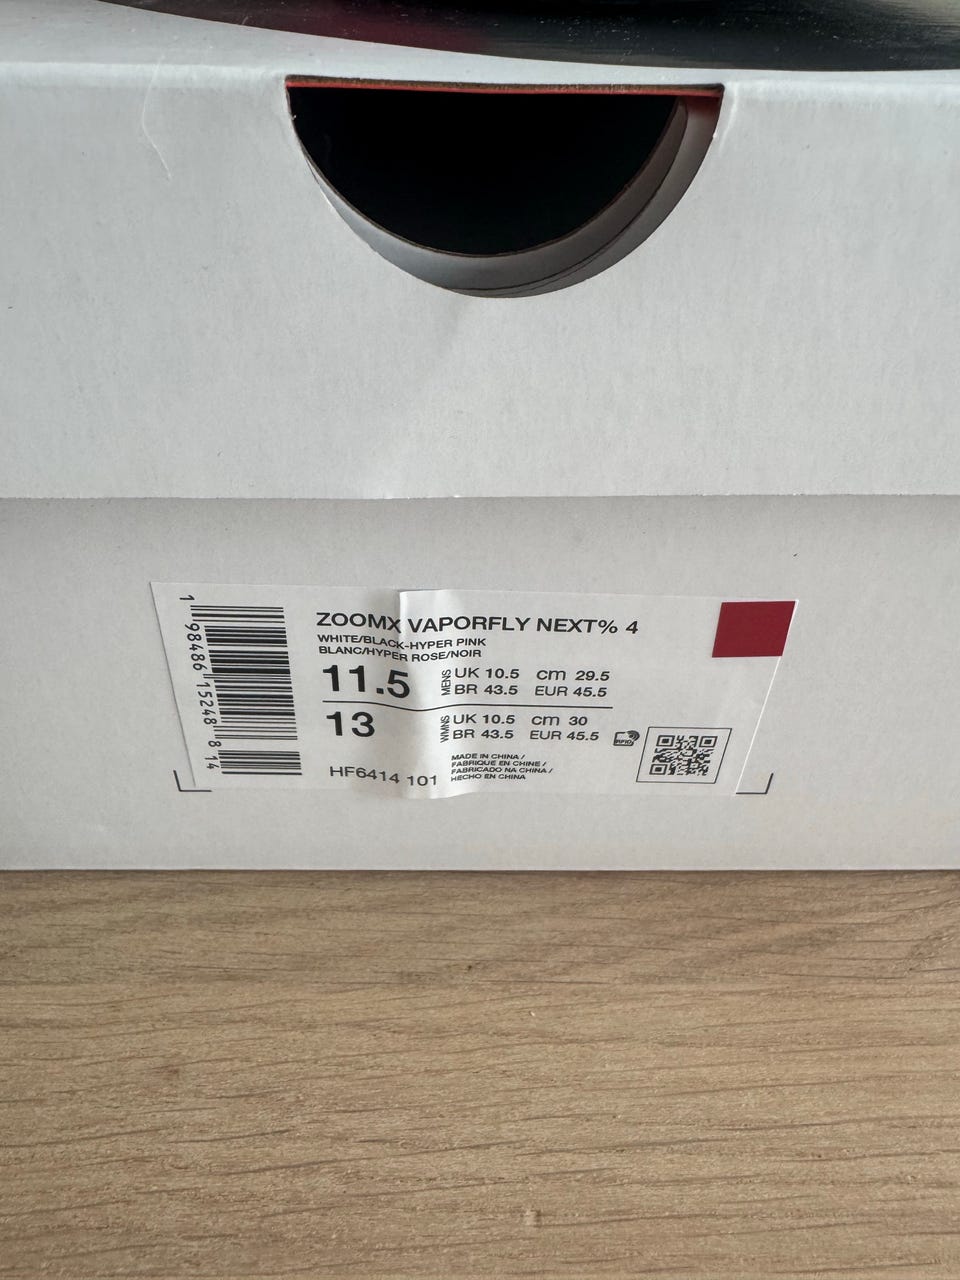 1 98486 15248 8 14
ZOOMX VAPORFLY NEXT% 4
WHITE/BLACK-HYPER PINK
BLANC/HYPER ROSE/NOIR
11.5 MENS UK 10.5 cm 29.5
BR 43.5 EUR 45.5
13 WMNS UK 10.5 cm 30
BR 43.5 EUR 45.5
RFID
HF6414 101
MADE IN CHINA /
FABRIQUE EN CHINE /
FABRICADO NA CHINA /
HECHO EN CHINA